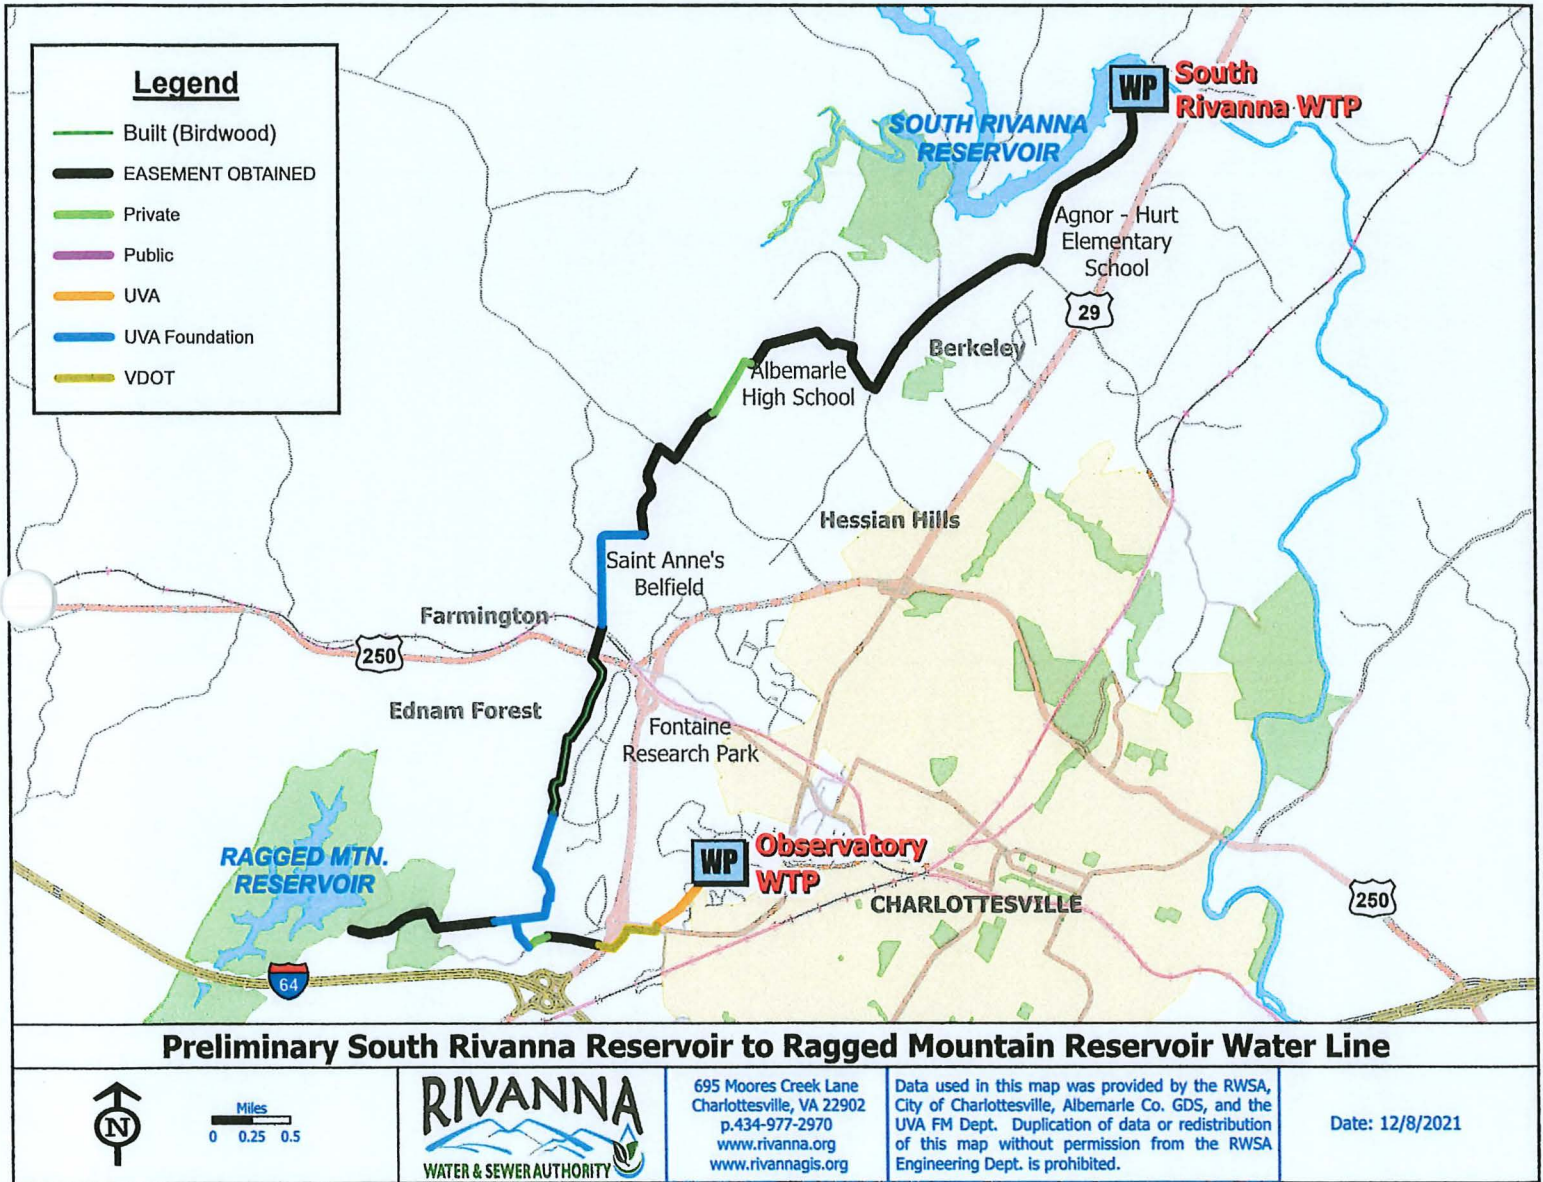 Legend
Built (Birdwood)
EASEMENT OBTAINED
Private
Public
UVA
UVA Foundation
VDOT
WP
South
Rivanna WTP
SOUTH RIVANNA
RESERVOIR
Agnor - Hurt
Elementary
School
29
Berkeley
Albemarle
High School
Hessian Hills
Saint Anne's
Belfield
Farmington
250
Ednam Forest
Fontaine
Research Park
RAGGED MTN.
RESERVOIR
WP
Observatory
WTP
CHARLOTTESVILLE
250
64
Preliminary South Rivanna Reservoir to Ragged Mountain Reservoir Water Line
N
Miles
0 0.25 0.5
RIVANNA
WATER & SEWER AUTHORITY
695 Moores Creek Lane
Charlottesville, VA 22902
p.434-977-2970
www.rivanna.org
www.rivannagis.org
Data used in this map was provided by the RWSA,
City of Charlottesville, Albemarle Co. GDS, and the
UVA FM Dept. Duplication of data or redistribution
of this map without permission from the RWSA
Engineering Dept. is prohibited.
Date: 12/8/2021